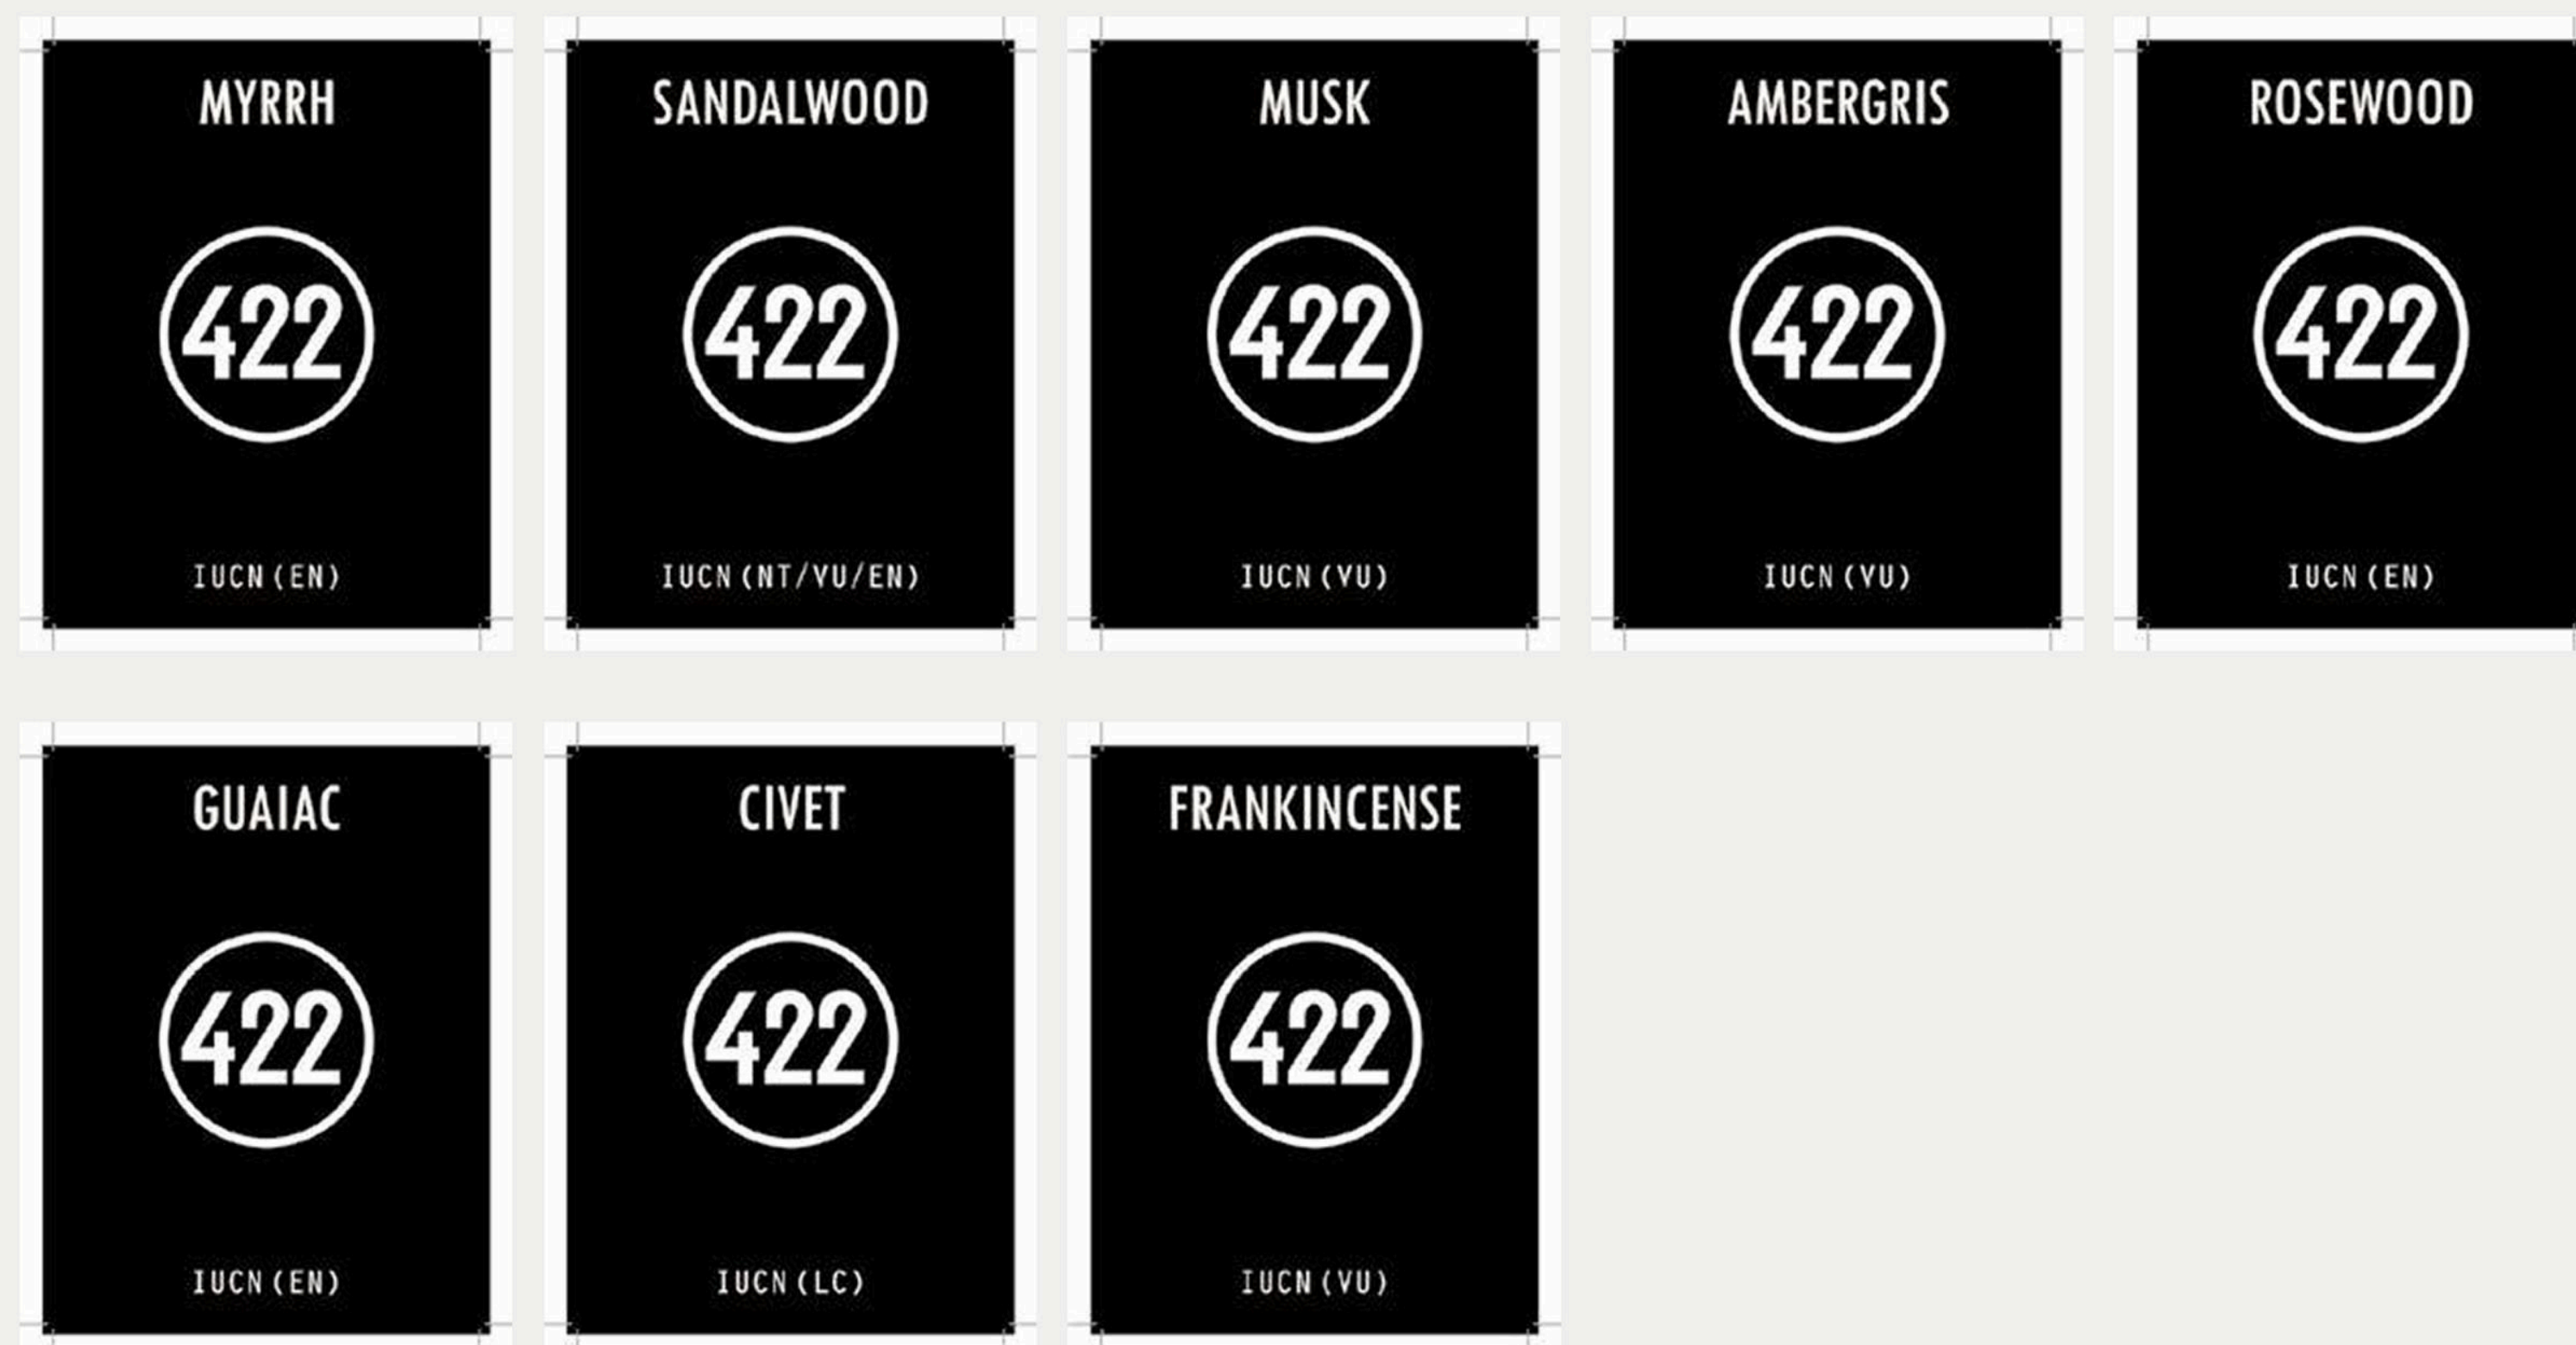 MYRRH
422
IUCN (EN)
SANDALWOOD
422
IUCN (NT/VU/EN)
MUSK
422
IUCN (VU)
AMBERGRIS
422
IUCN (VU)
ROSEWOOD
422
IUCN (EN)
GUAIAC
422
IUCN (EN)
CIVET
422
IUCN (LC)
FRANKINCENSE
422
IUCN (VU)